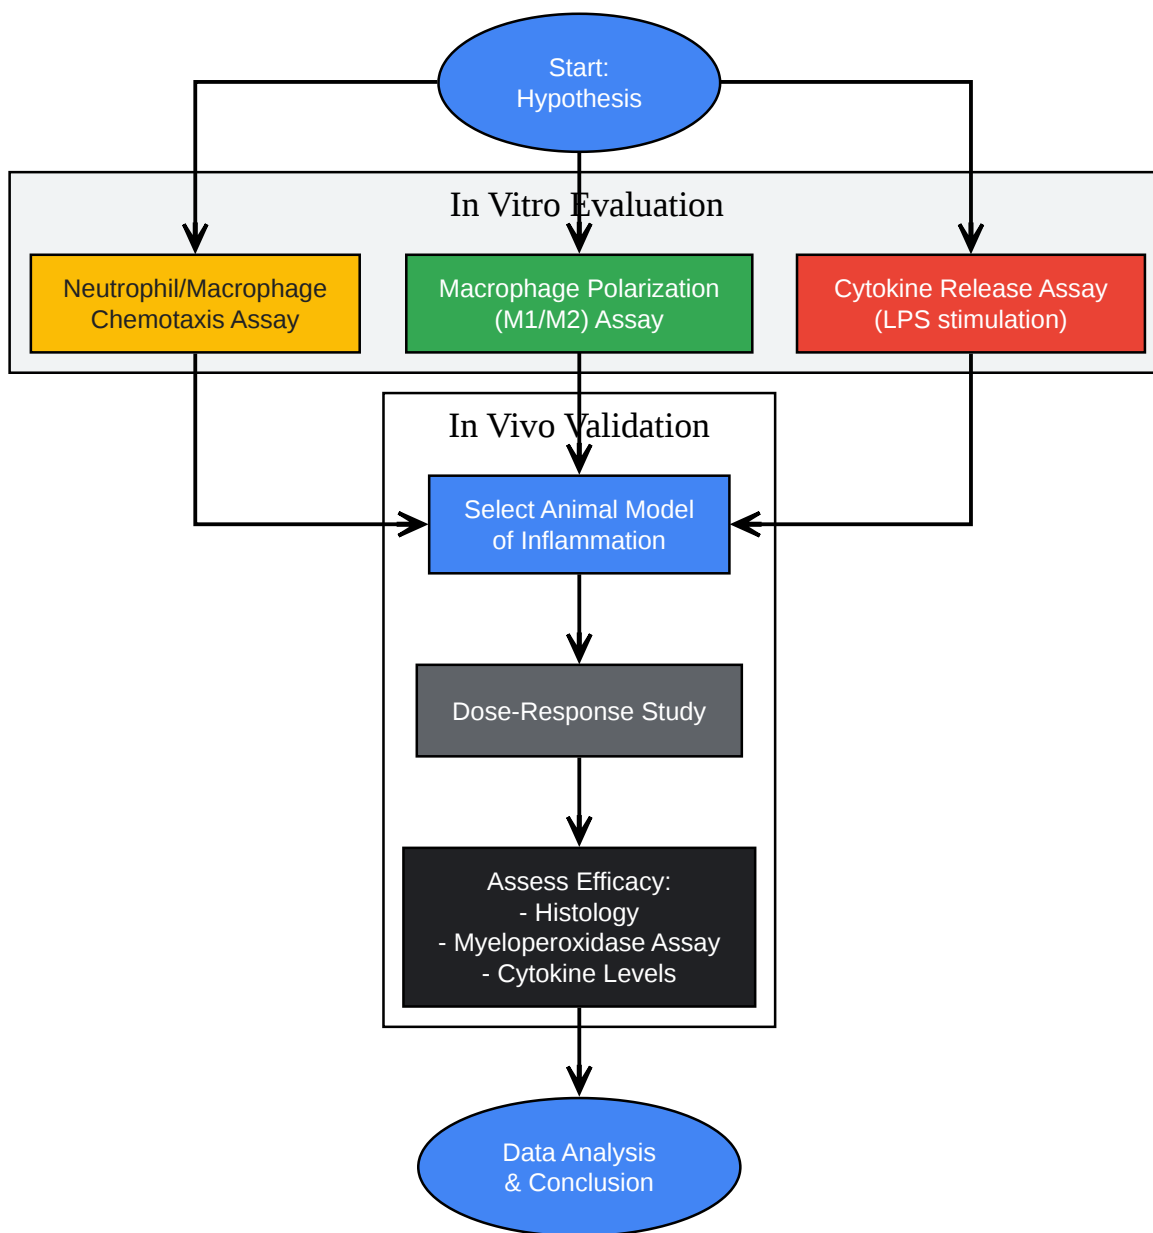 Start:
Hypothesis
In Vitro Evaluation
Neutrophil/Macrophage
Chemotaxis Assay
Macrophage Polarization
(M1/M2) Assay
Cytokine Release Assay
(LPS stimulation)
In Vivo Validation
Select Animal Model
of Inflammation
Dose-Response Study
Assess Efficacy:
- Histology
- Myeloperoxidase Assay
- Cytokine Levels
Data Analysis
& Conclusion